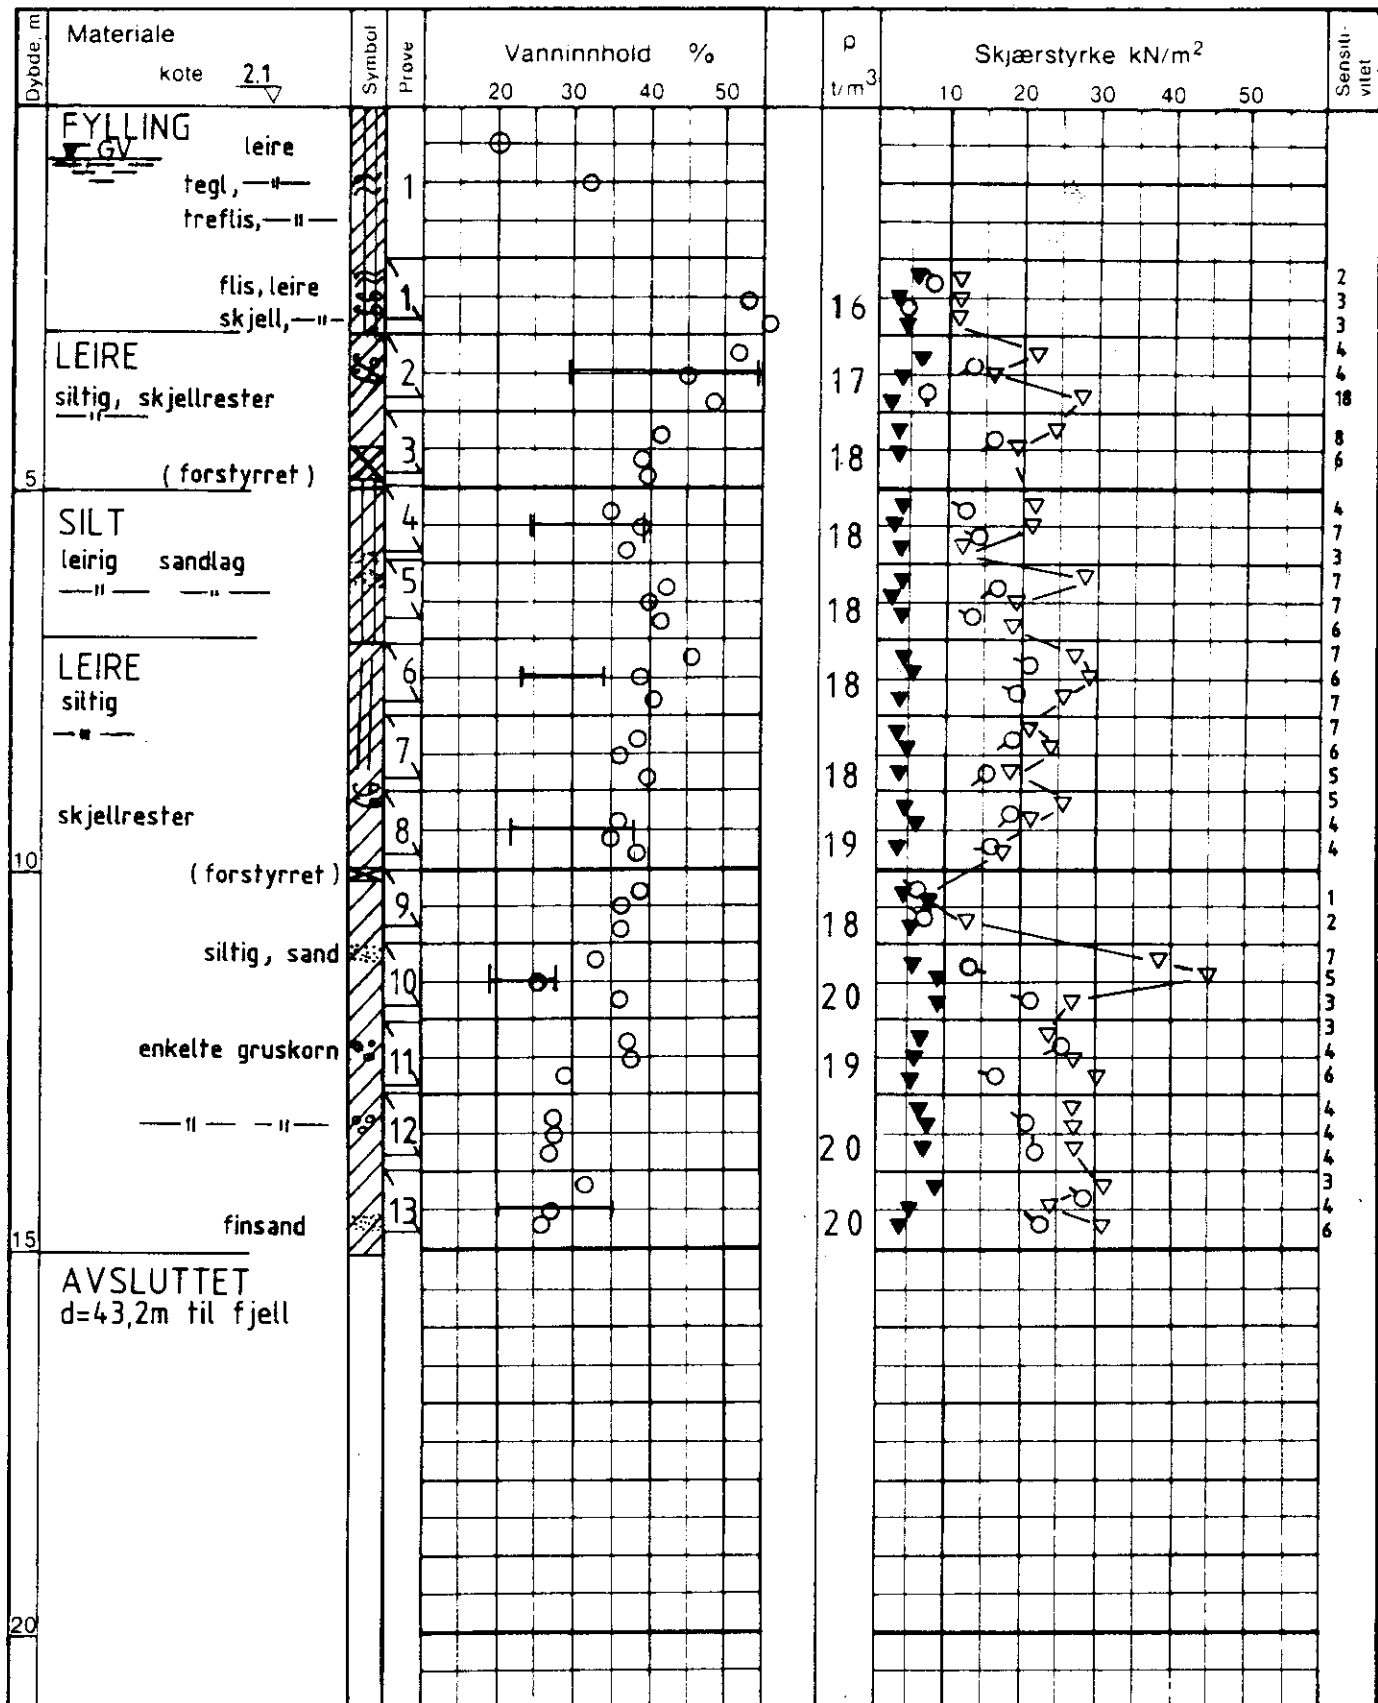 Dybde, m
Materiale
kote 2.1
Symbol
Prøve
Vanninnhold %
20 30 40 50
ρ
t/m³
Skjærstyrke kN/m²
10 20 30 40 50
Sensiti-
vitet
FYLLING
GV
leire
tegl, —"—
treflis, —"—
1
flis, leire
skjell, —"—
1
16
2
3
3
LEIRE
siltig, skjellrester
—"—
2
17
4
4
18
3
18
8
6
(forstyrret)
5
SILT
leirig sandlag
—"— —"—
4
18
4
7
3
5
18
7
7
6
LEIRE
siltig
—"—
6
18
7
6
7
7
18
7
6
5
skjellrester
8
19
5
4
4
(forstyrret)
10
9
18
1
2
siltig, sand
10
20
7
5
3
enkelte gruskorn
11
19
3
4
6
—"— —"—
12
20
4
4
4
finsand
13
20
3
4
6
15
AVSLUTTET
d=43,2m til fjell
20